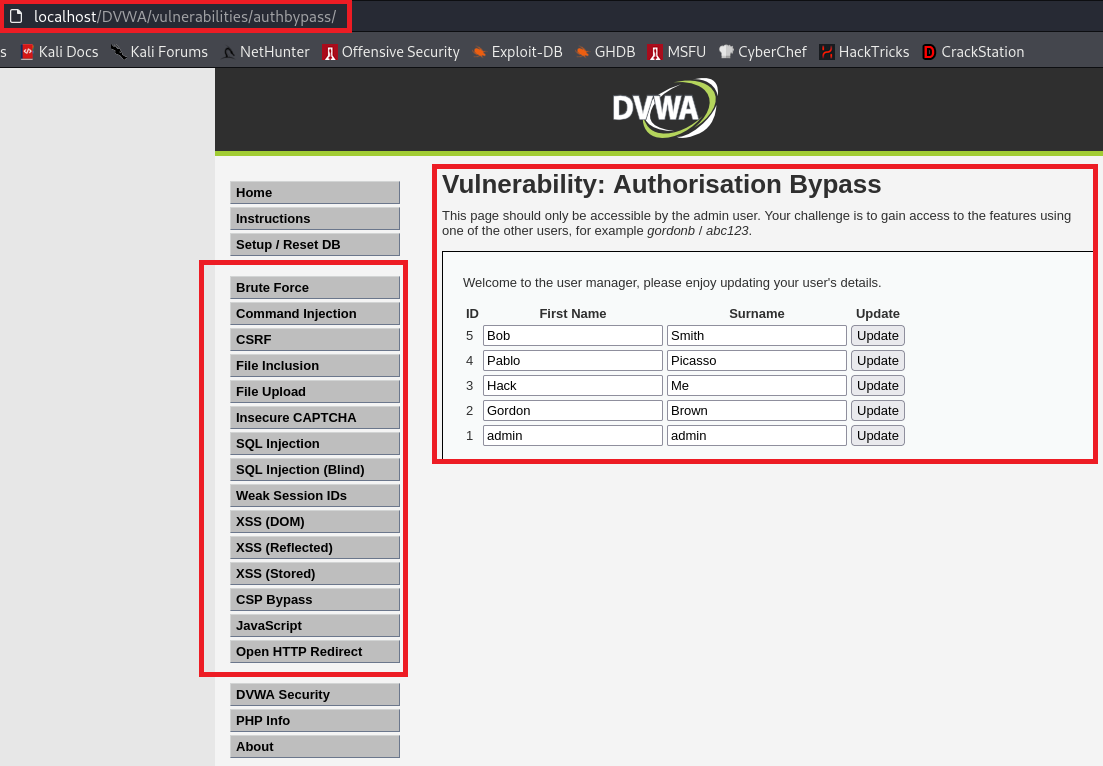 localhost/DVWA/vulnerabilities/authbypass/
s Kali Docs Kali Forums NetHunter Offensive Security Exploit-DB GHDB MSFU CyberChef HackTricks CrackStation
DVWA
Home
Instructions
Setup / Reset DB
Brute Force
Command Injection
CSRF
File Inclusion
File Upload
Insecure CAPTCHA
SQL Injection
SQL Injection (Blind)
Weak Session IDs
XSS (DOM)
XSS (Reflected)
XSS (Stored)
CSP Bypass
JavaScript
Open HTTP Redirect
DVWA Security
PHP Info
About
Vulnerability: Authorisation Bypass
This page should only be accessible by the admin user. Your challenge is to gain access to the features using
one of the other users, for example gordonb / abc123.
Welcome to the user manager, please enjoy updating your user's details.
ID First Name Surname Update
5 Bob Smith Update
4 Pablo Picasso Update
3 Hack Me Update
2 Gordon Brown Update
1 admin admin Update